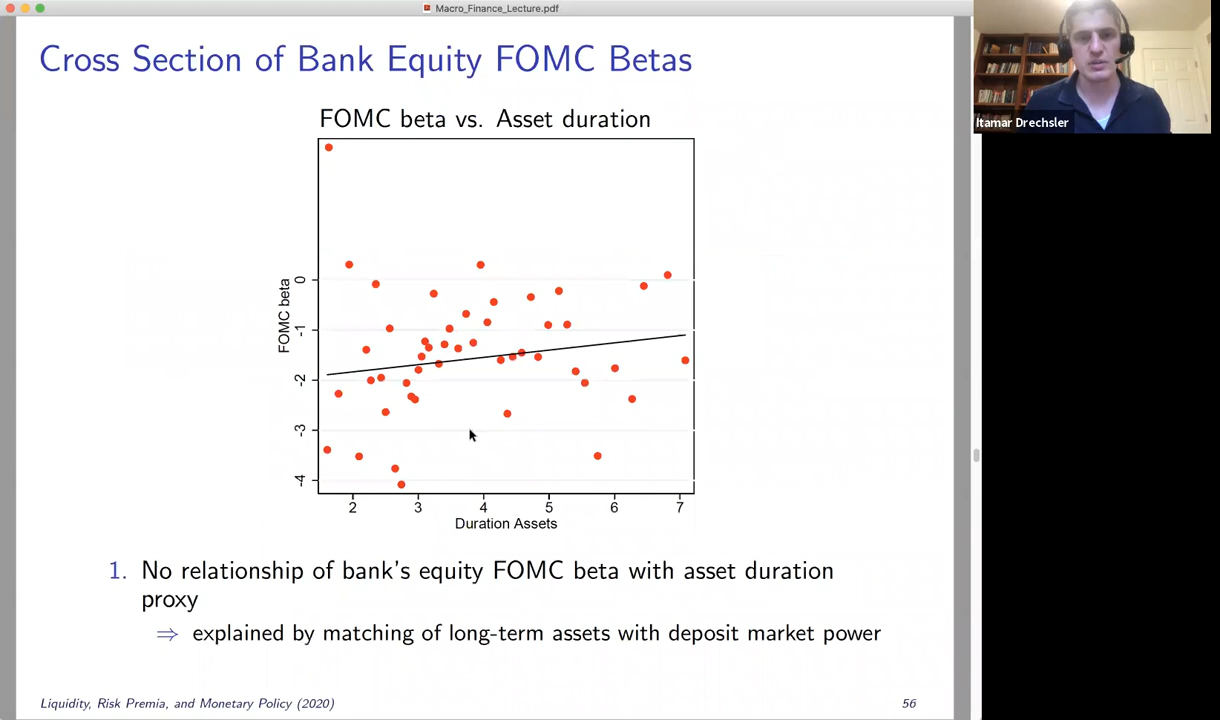 Macro_Finance_Lecture.pdf
Cross Section of Bank Equity FOMC Betas
Itamar Drechsler
FOMC beta vs. Asset duration
FOMC beta
0
-1
-2
-3
-4
2 3 4 5 6 7
Duration Assets
1. No relationship of bank's equity FOMC beta with asset duration
proxy
⇒ explained by matching of long-term assets with deposit market power
Liquidity, Risk Premia, and Monetary Policy (2020) 56